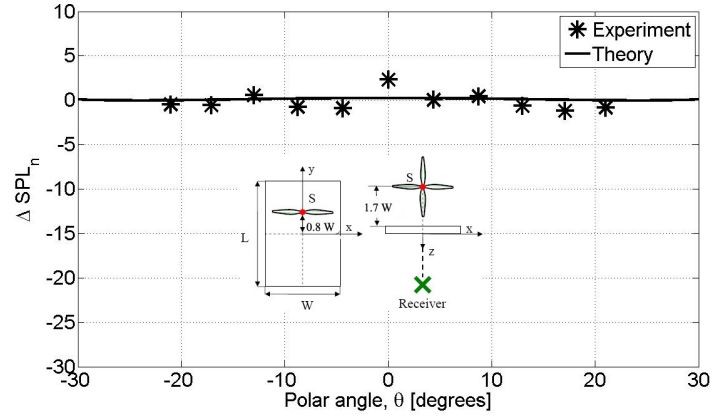 10
5
0
-5
-10
-15
-20
-25
-30
Δ SPLn
Experiment
Theory
y
S
0.8 W
x
L
W
S
1.7 W
x
z
Receiver
-30
-20
-10
0
10
20
30
Polar angle, θ [degrees]